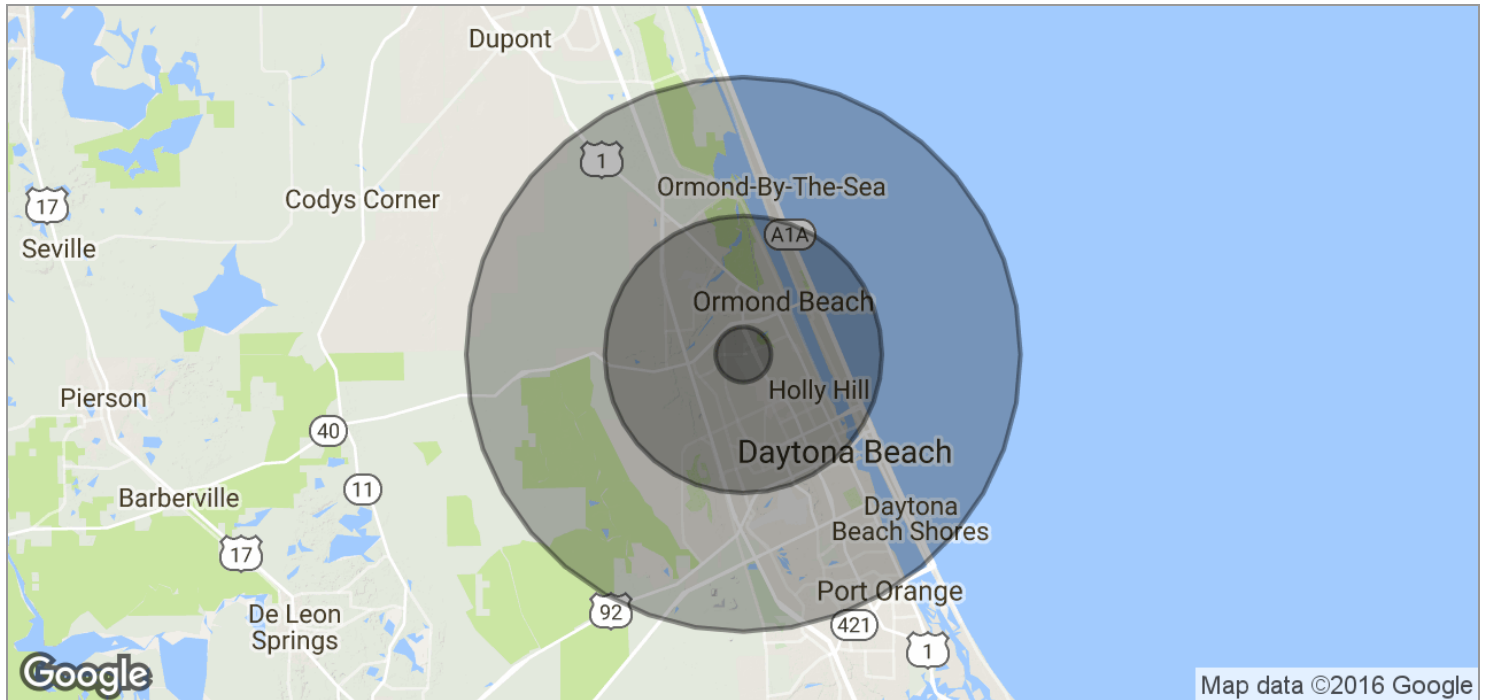 Dupont
1
Ormond-By-The-Sea
Codys Corner
17
A1A
Seville
Ormond Beach
Holly Hill
Pierson
40
Daytona Beach
11
Barberville
Daytona
Beach Shores
17
Port Orange
92
De Leon
Springs
421
1
Google
Map data ©2016 Google